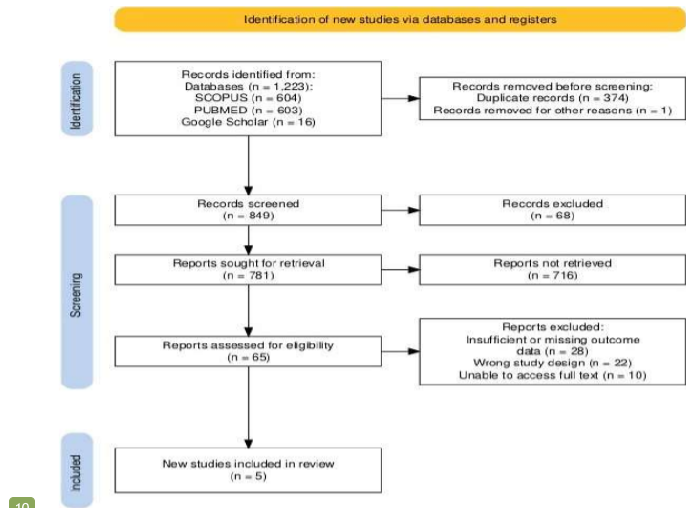 Identification of new studies via databases and registers
Identification
Records identified from:
Databases (n = 1,223):
SCOPUS (n = 604)
PUBMED (n = 603)
Google Scholar (n = 16)
Records removed before screening:
Duplicate records (n = 374)
Records removed for other reasons (n = 1)
Screening
Records screened
(n = 849)
Records excluded
(n = 68)
Reports sought for retrieval
(n = 781)
Reports not retrieved
(n = 716)
Reports assessed for eligibility
(n = 65)
Reports excluded:
Insufficient or missing outcome
data (n = 28)
Wrong study design (n = 22)
Unable to access full text (n = 10)
Included
New studies included in review
(n = 5)